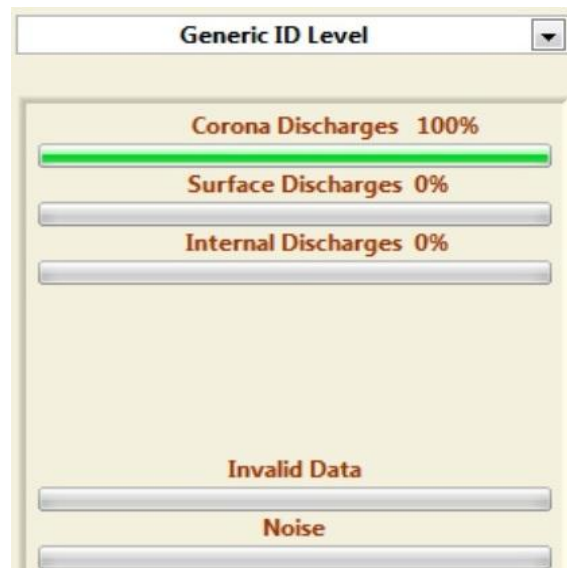 Generic ID Level
Corona Discharges 100%
Surface Discharges 0%
Internal Discharges 0%
Invalid Data
Noise